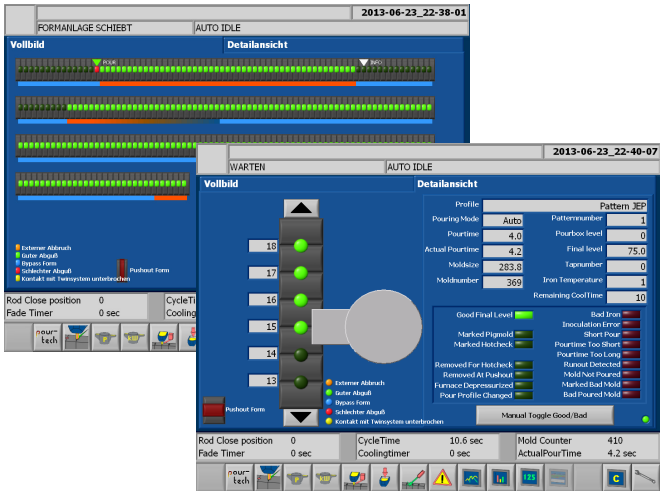 2013-06-23_22-38-01
FORMANLAGE SCHIEBT AUTO IDLE
Vollbild Detailansicht
POUR INFO
Externer Abbruch
Guter Abguß
Bypass Form
Schlechter Abguß
Kontakt mit Twinsystem unterbrochen
Pushout Form
Rod Close position 0 CycleTi
Fade Timer 0 sec Cooling
pour-tech
2013-06-23_22-40-07
WARTEN AUTO IDLE
Vollbild Detailansicht
18
17
16
15
14
13
Pushout Form
Externer Abbruch
Guter Abguß
Bypass Form
Schlechter Abguß
Kontakt mit Twinsystem unterbrochen
Profile Pattern JEP
Pouring Mode Auto Patternnumber 1
Pourtime 4.0 Pourbox level 0
Actual Pourtime 4.2 Final level 75.0
Moldsize 283.8 Tapnumber 0
Moldnumber 369 Iron Temperature 1
Remaining CoolTime 10
Good Final Level Bad Iron
Inoculation Error
Marked Pigmold Short Pour
Marked Hotcheck Pourtime Too Short
Pourtime Too Long
Removed For Hotcheck Runout Detected
Removed At Pushout Mold Not Poured
Furnace Depressurized Marked Bad Mold
Pour Profile Changed Bad Poured Mold
Manual Toggle Good/Bad
Rod Close position 0 CycleTime 10.6 sec Mold Counter 410
Fade Timer 0 sec Coolingtimer 0 sec ActualPourTime 4.2 sec
pour-tech 125 C